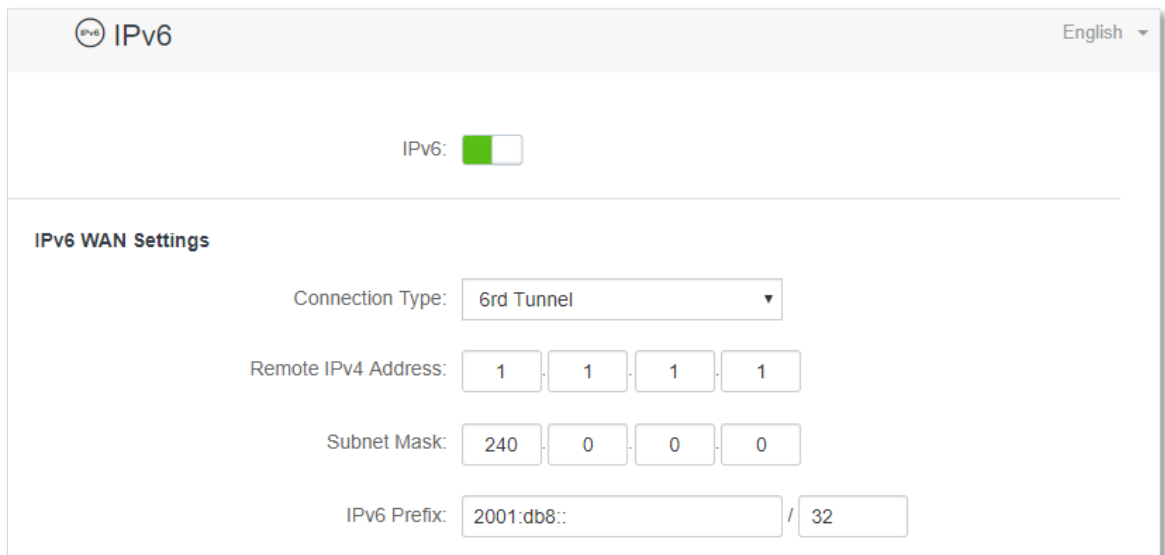 IPv6 IPv6
English
IPv6:
IPv6 WAN Settings
Connection Type: 6rd Tunnel
Remote IPv4 Address: 1 . 1 . 1 . 1
Subnet Mask: 240 . 0 . 0 . 0
IPv6 Prefix: 2001:db8:: / 32